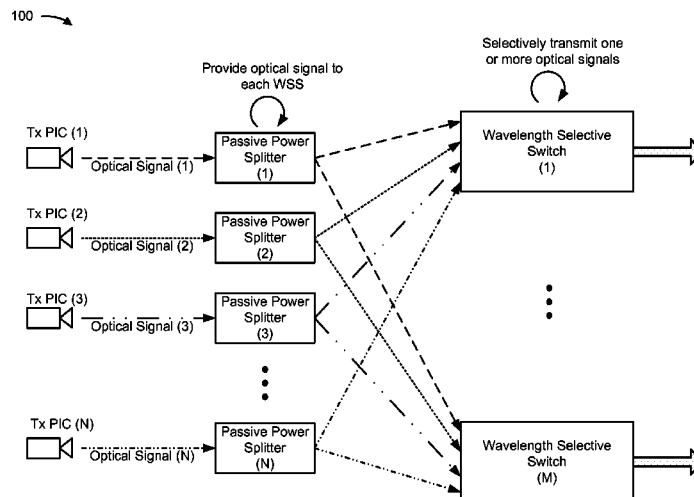 100
Provide optical signal to
each WSS
Selectively transmit one
or more optical signals
Tx PIC (1)
Optical Signal (1)
Passive Power
Splitter
(1)
Wavelength Selective
Switch
(1)
Tx PIC (2)
Optical Signal (2)
Passive Power
Splitter
(2)
Tx PIC (3)
Optical Signal (3)
Passive Power
Splitter
(3)
Tx PIC (N)
Optical Signal (N)
Passive Power
Splitter
(N)
Wavelength Selective
Switch
(M)